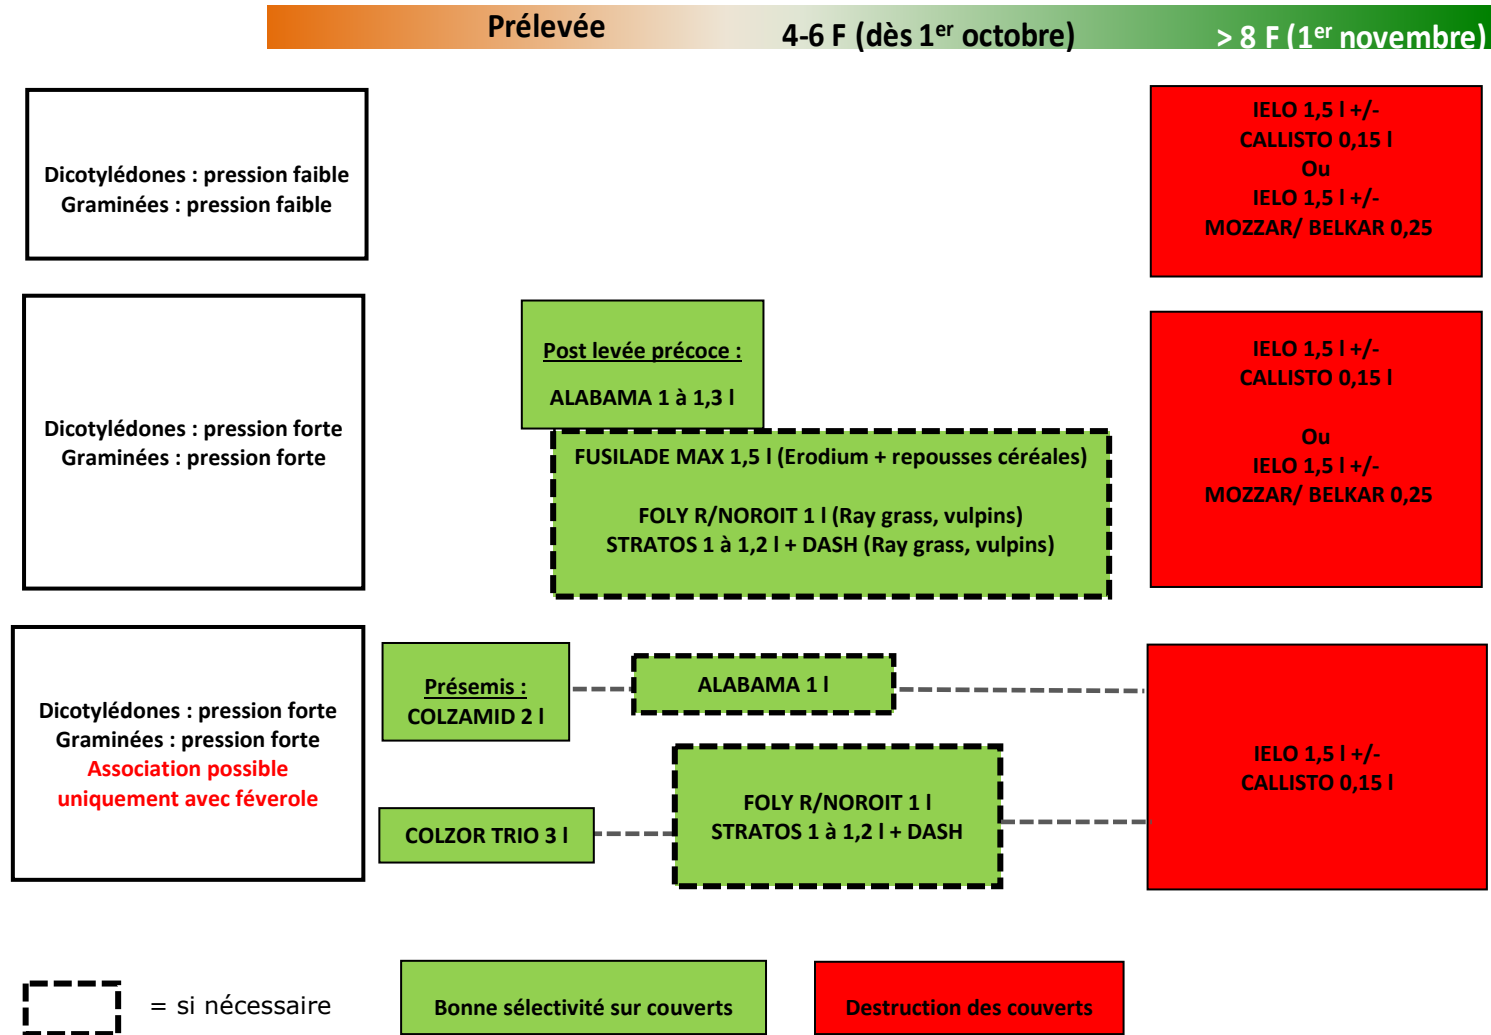 Prélevée
4-6 F (dès 1er octobre)
> 8 F (1er novembre)
Dicotylédones : pression faible
Graminées : pression faible
IELO 1,5 l +/-
CALLISTO 0,15 l
Ou
IELO 1,5 l +/-
MOZZAR/ BELKAR 0,25
Dicotylédones : pression forte
Graminées : pression forte
Post levée précoce :
ALABAMA 1 à 1,3 l
FUSILADE MAX 1,5 l (Erodium + repousses céréales)
FOLY R/NOROIT 1 l (Ray grass, vulpins)
STRATOS 1 à 1,2 l + DASH (Ray grass, vulpins)
IELO 1,5 l +/-
CALLISTO 0,15 l
Ou
IELO 1,5 l +/-
MOZZAR/ BELKAR 0,25
Dicotylédones : pression forte
Graminées : pression forte
Association possible
uniquement avec féverole
Présemis :
COLZAMID 2 l
ALABAMA 1 l
COLZOR TRIO 3 l
FOLY R/NOROIT 1 l
STRATOS 1 à 1,2 l + DASH
IELO 1,5 l +/-
CALLISTO 0,15 l
= si nécessaire
Bonne sélectivité sur couverts
Destruction des couverts